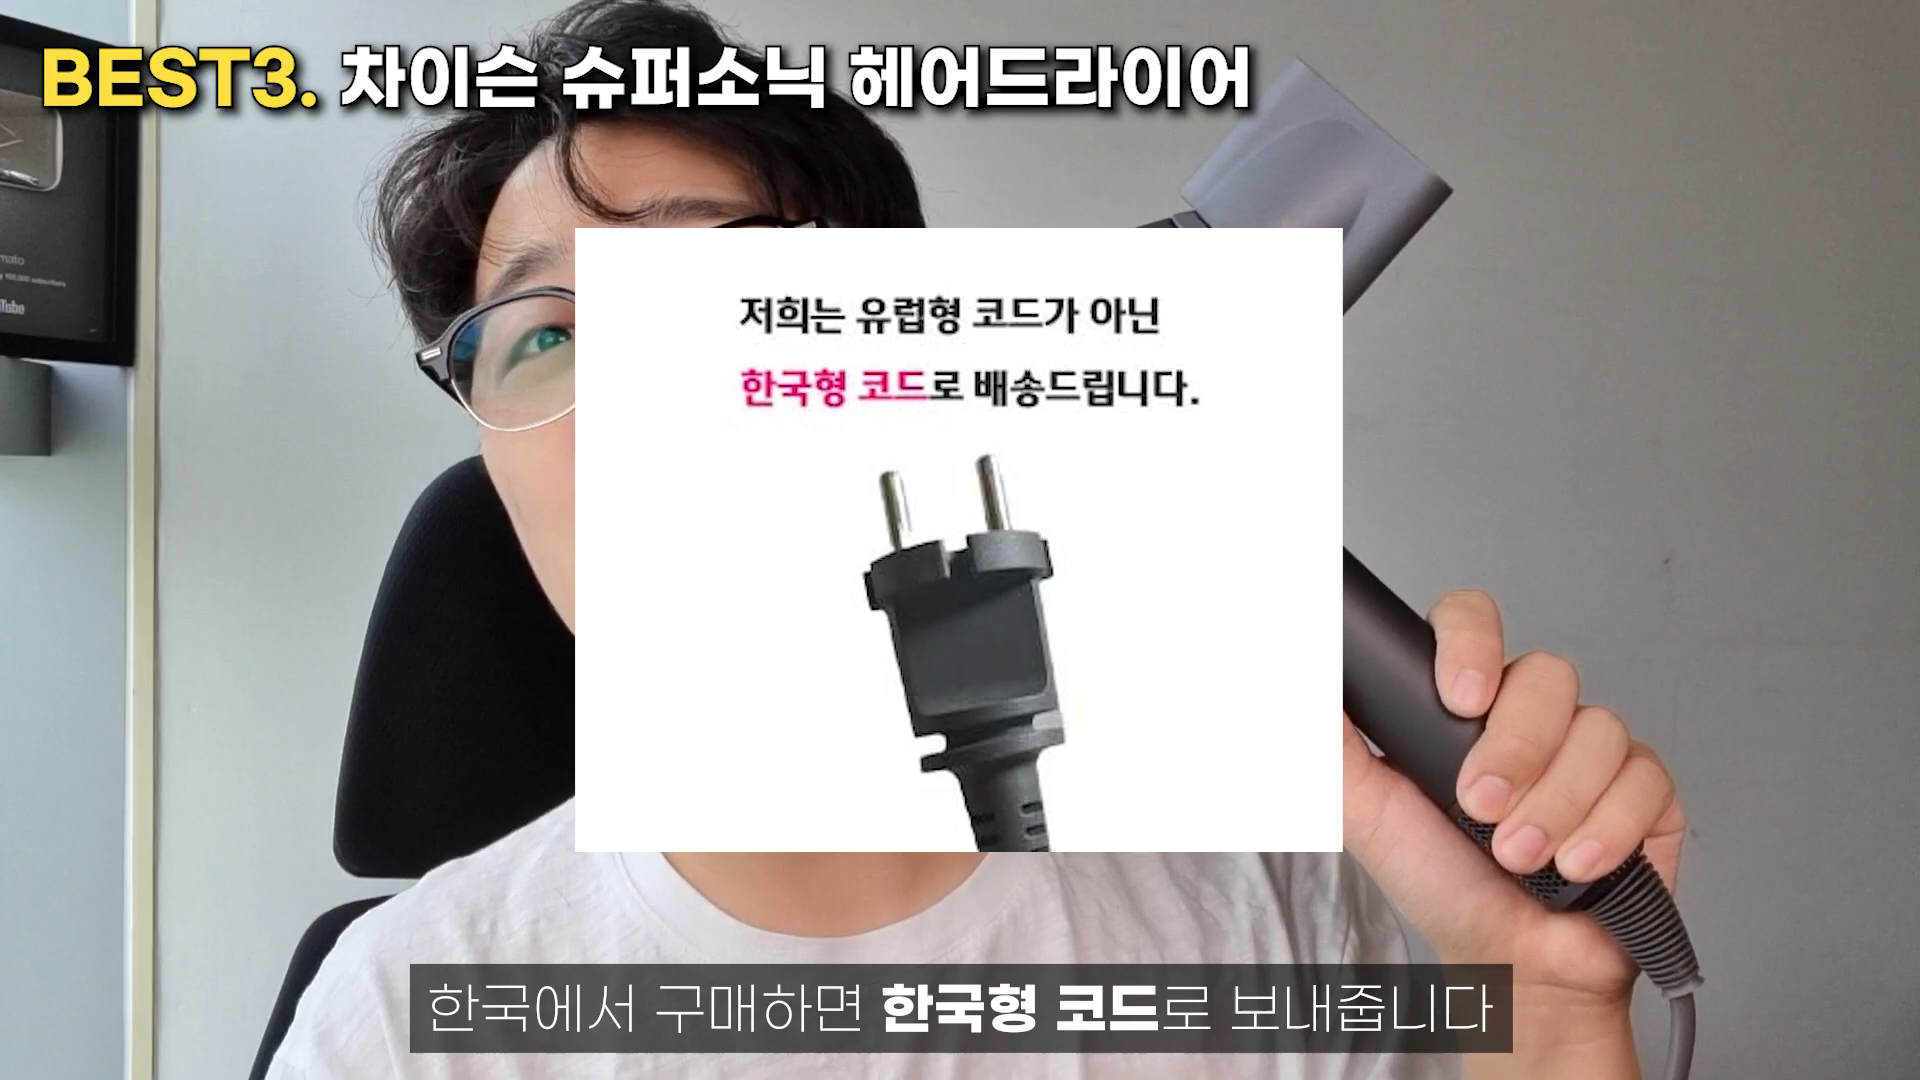 BEST3. 차이슨 슈퍼소닉 헤어드라이어
저희는 유럽형 코드가 아닌
한국형 코드로 배송드립니다.
한국에서 구매하면 한국형 코드로 보내줍니다